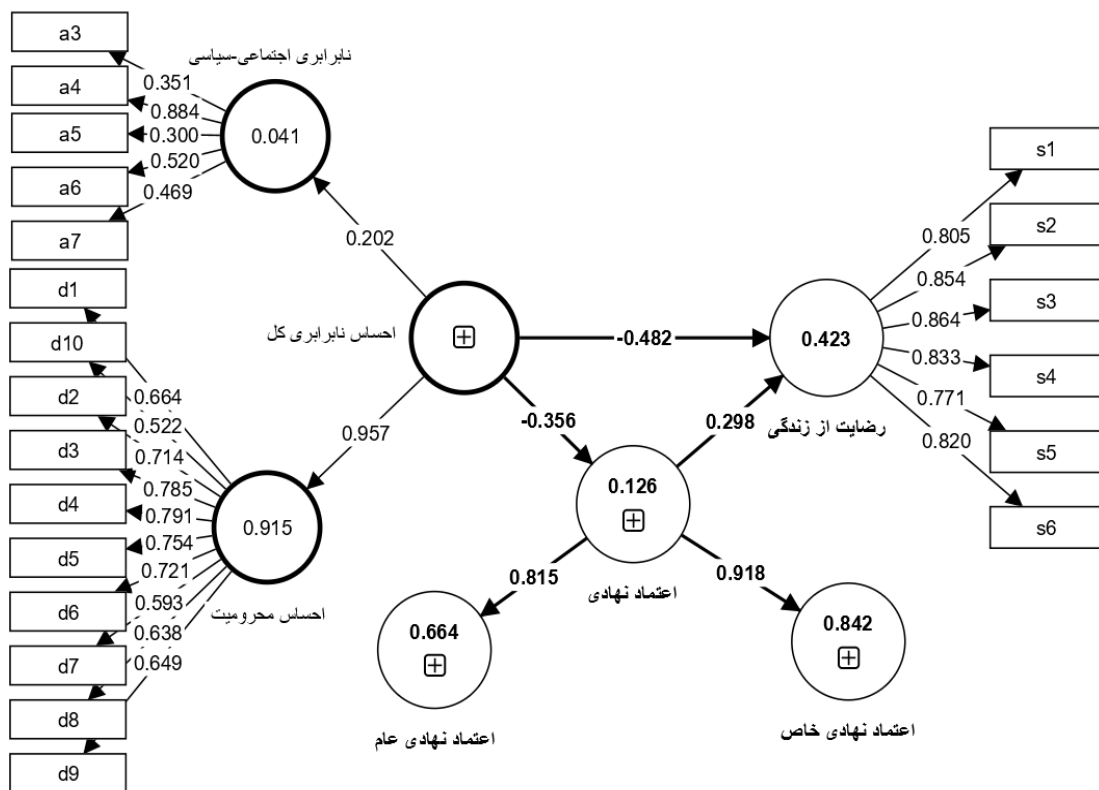 a3
a4
a5
a6
a7
0.351
0.884
0.300
0.520
0.469
نابرابری اجتماعی-سیاسی
0.041
0.202
احساس نابرابری کل
0.957
d1
d10
d2
d3
d4
d5
d6
d7
d8
d9
0.664
0.522
0.714
0.785
0.791
0.754
0.721
0.593
0.638
0.649
0.915
احساس محرومیت
-0.482
-0.356
0.298
0.126
اعتماد نهادی
0.815
0.918
0.664
اعتماد نهادی عام
0.842
اعتماد نهادی خاص
0.423
رضایت از زندگی
0.805
0.854
0.864
0.833
0.771
0.820
s1
s2
s3
s4
s5
s6